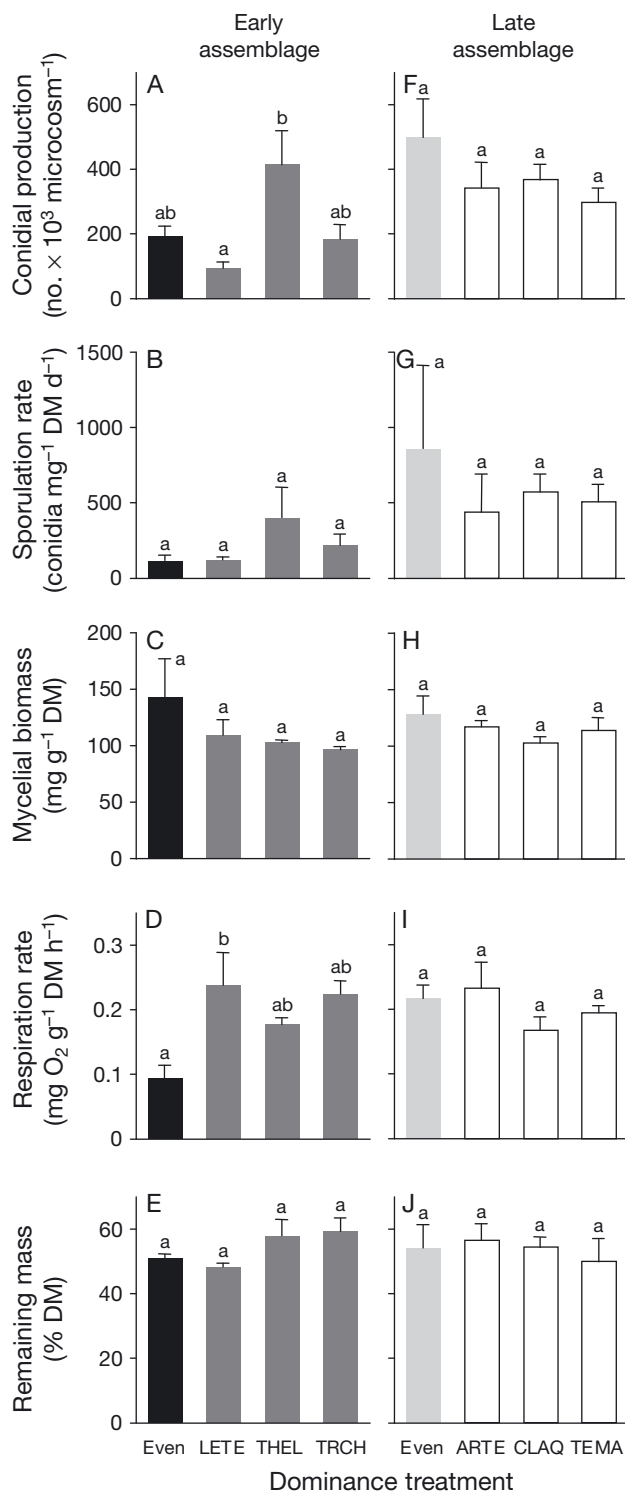 Early
assemblage
Late
assemblage
Conidial production
(no. × 10³ microcosm⁻¹)
A
600
400
200
0
ab
a
b
ab
F
a
a
a
a
Sporulation rate
(conidia mg⁻¹ DM d⁻¹)
B
1500
1000
500
0
a
a
a
a
G
a
a
a
a
Mycelial biomass
(mg g⁻¹ DM)
C
200
150
100
50
0
a
a
a
a
H
a
a
a
a
Respiration rate
(mg O₂ g⁻¹ DM h⁻¹)
D
0.3
0.2
0.1
0
a
b
ab
ab
I
a
a
a
a
Remaining mass
(% DM)
E
60
40
20
0
a
a
a
a
J
a
a
a
a
Even LETE THEL TRCH Even ARTE CLAQ TEMA
Dominance treatment